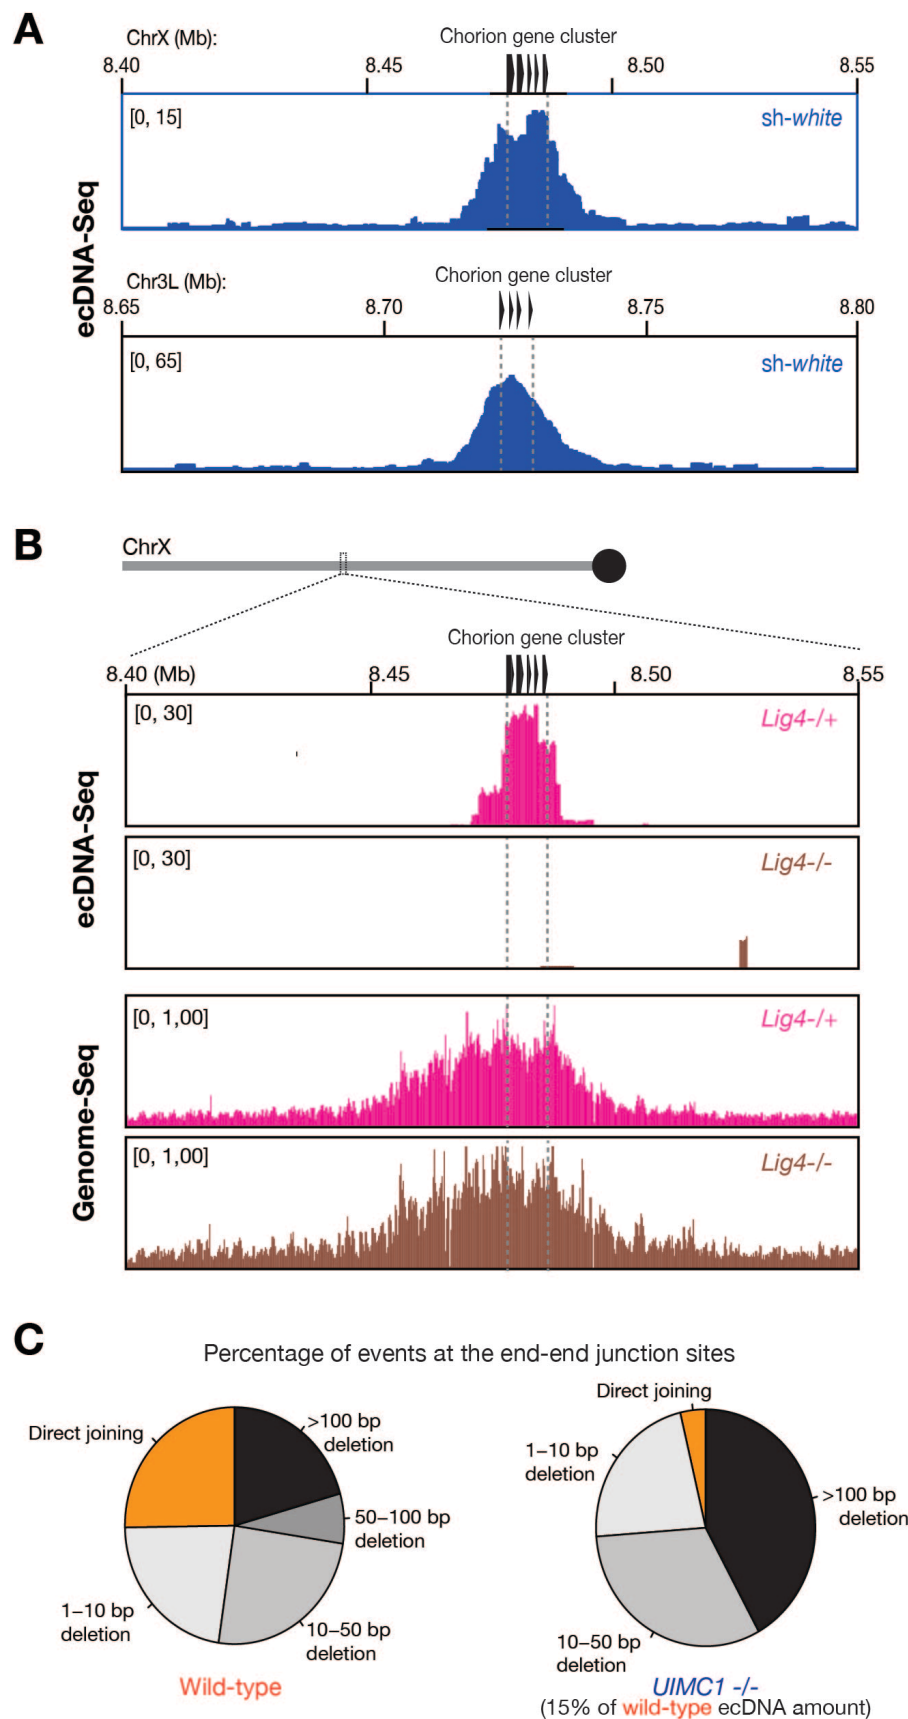 A
ChrX (Mb):
Chorion gene cluster
8.40 8.45 8.50 8.55
[0, 15]
sh-white
ecDNA-Seq
Chr3L (Mb):
Chorion gene cluster
8.65 8.70 8.75 8.80
[0, 65]
sh-white
B
ChrX
Chorion gene cluster
8.40 (Mb) 8.45 8.50 8.55
[0, 30]
Lig4-/+
ecDNA-Seq
[0, 30]
Lig4-/-
[0, 1,00]
Lig4-/+
Genome-Seq
[0, 1,00]
Lig4-/-
C
Percentage of events at the end-end junction sites
Direct joining
>100 bp
deletion
50–100 bp
deletion
10–50 bp
deletion
1–10 bp
deletion
Wild-type
Direct joining
1–10 bp
deletion
>100 bp
deletion
10–50 bp
deletion
UIMC1 -/-
(15% of wild-type ecDNA amount)